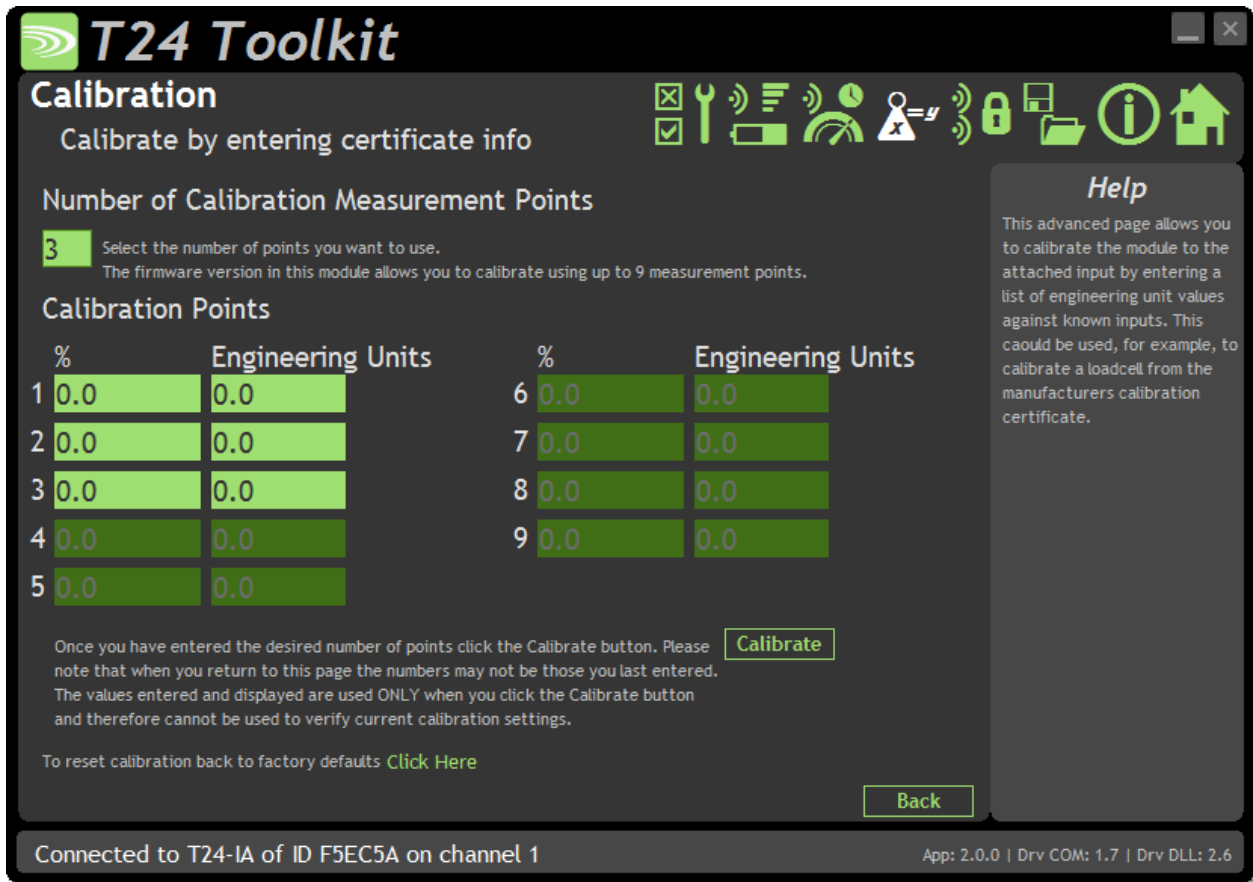 T24 Toolkit
Calibration
Calibrate by entering certificate info
x=y
Number of Calibration Measurement Points
3
Select the number of points you want to use.
The firmware version in this module allows you to calibrate using up to 9 measurement points.
Calibration Points
% Engineering Units % Engineering Units
1 0.0 0.0 6 0.0 0.0
2 0.0 0.0 7 0.0 0.0
3 0.0 0.0 8 0.0 0.0
4 0.0 0.0 9 0.0 0.0
5 0.0 0.0
Once you have entered the desired number of points click the Calibrate button. Please
note that when you return to this page the numbers may not be those you last entered.
The values entered and displayed are used ONLY when you click the Calibrate button
and therefore cannot be used to verify current calibration settings.
Calibrate
To reset calibration back to factory defaults Click Here
Back
Help
This advanced page allows you
to calibrate the module to the
attached input by entering a
list of engineering unit values
against known inputs. This
caould be used, for example, to
calibrate a loadcell from the
manufacturers calibration
certificate.
Connected to T24-IA of ID F5EC5A on channel 1
App: 2.0.0 | Drv COM: 1.7 | Drv DLL: 2.6